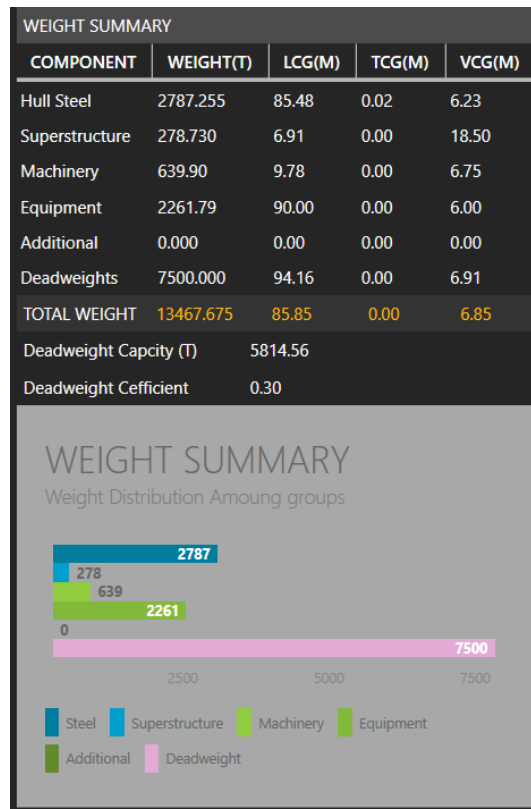 WEIGHT SUMMARY
COMPONENT WEIGHT(T) LCG(M) TCG(M) VCG(M)
Hull Steel 2787.255 85.48 0.02 6.23
Superstructure 278.730 6.91 0.00 18.50
Machinery 639.90 9.78 0.00 6.75
Equipment 2261.79 90.00 0.00 6.00
Additional 0.000 0.00 0.00 0.00
Deadweights 7500.000 94.16 0.00 6.91
TOTAL WEIGHT 13467.675 85.85 0.00 6.85
Deadweight Capcity (T) 5814.56
Deadweight Cefficient 0.30
WEIGHT SUMMARY
Weight Distribution Amoung groups
2787
278
639
2261
0
7500
2500 5000 7500
Steel Superstructure Machinery Equipment
Additional Deadweight